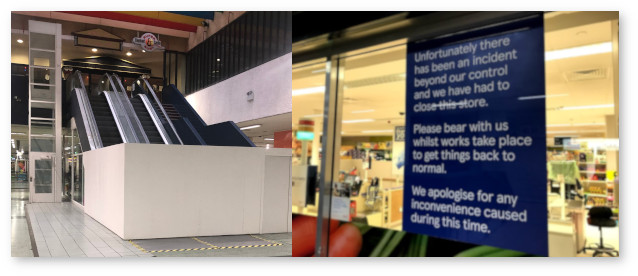 Unfortunately there
has been an incident
beyond our control
and we have had to
close this store.
Please bear with us
whilst works take place
to get things back to
normal.
We apologise for any
inconvenience caused
during this time.